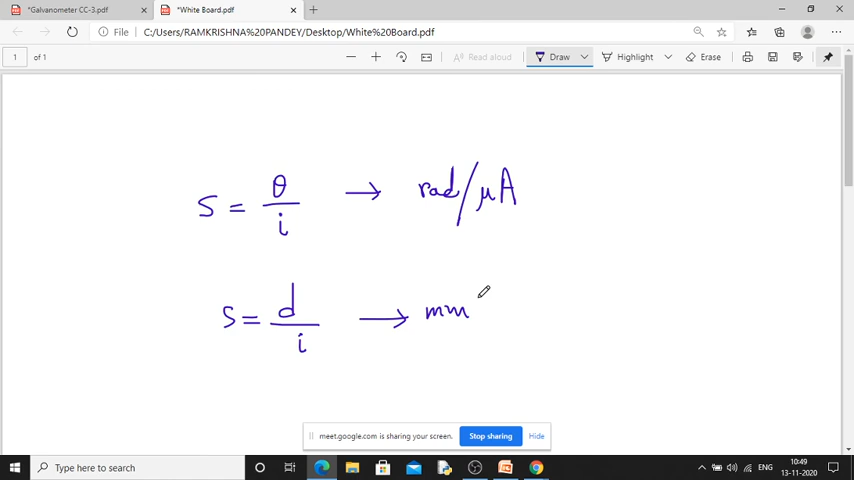 *Galvanometer CC-3.pdf
*White Board.pdf
File
C:/Users/RAMKRISHNA%20PANDEY/Desktop/White%20Board.pdf
1 of 1
Read aloud
Draw
Highlight
Erase
S = θ/i → rad/μA
S = d/i → mm
meet.google.com is sharing your screen.
Stop sharing
Hide
Type here to search
ENG
10:49
13-11-2020